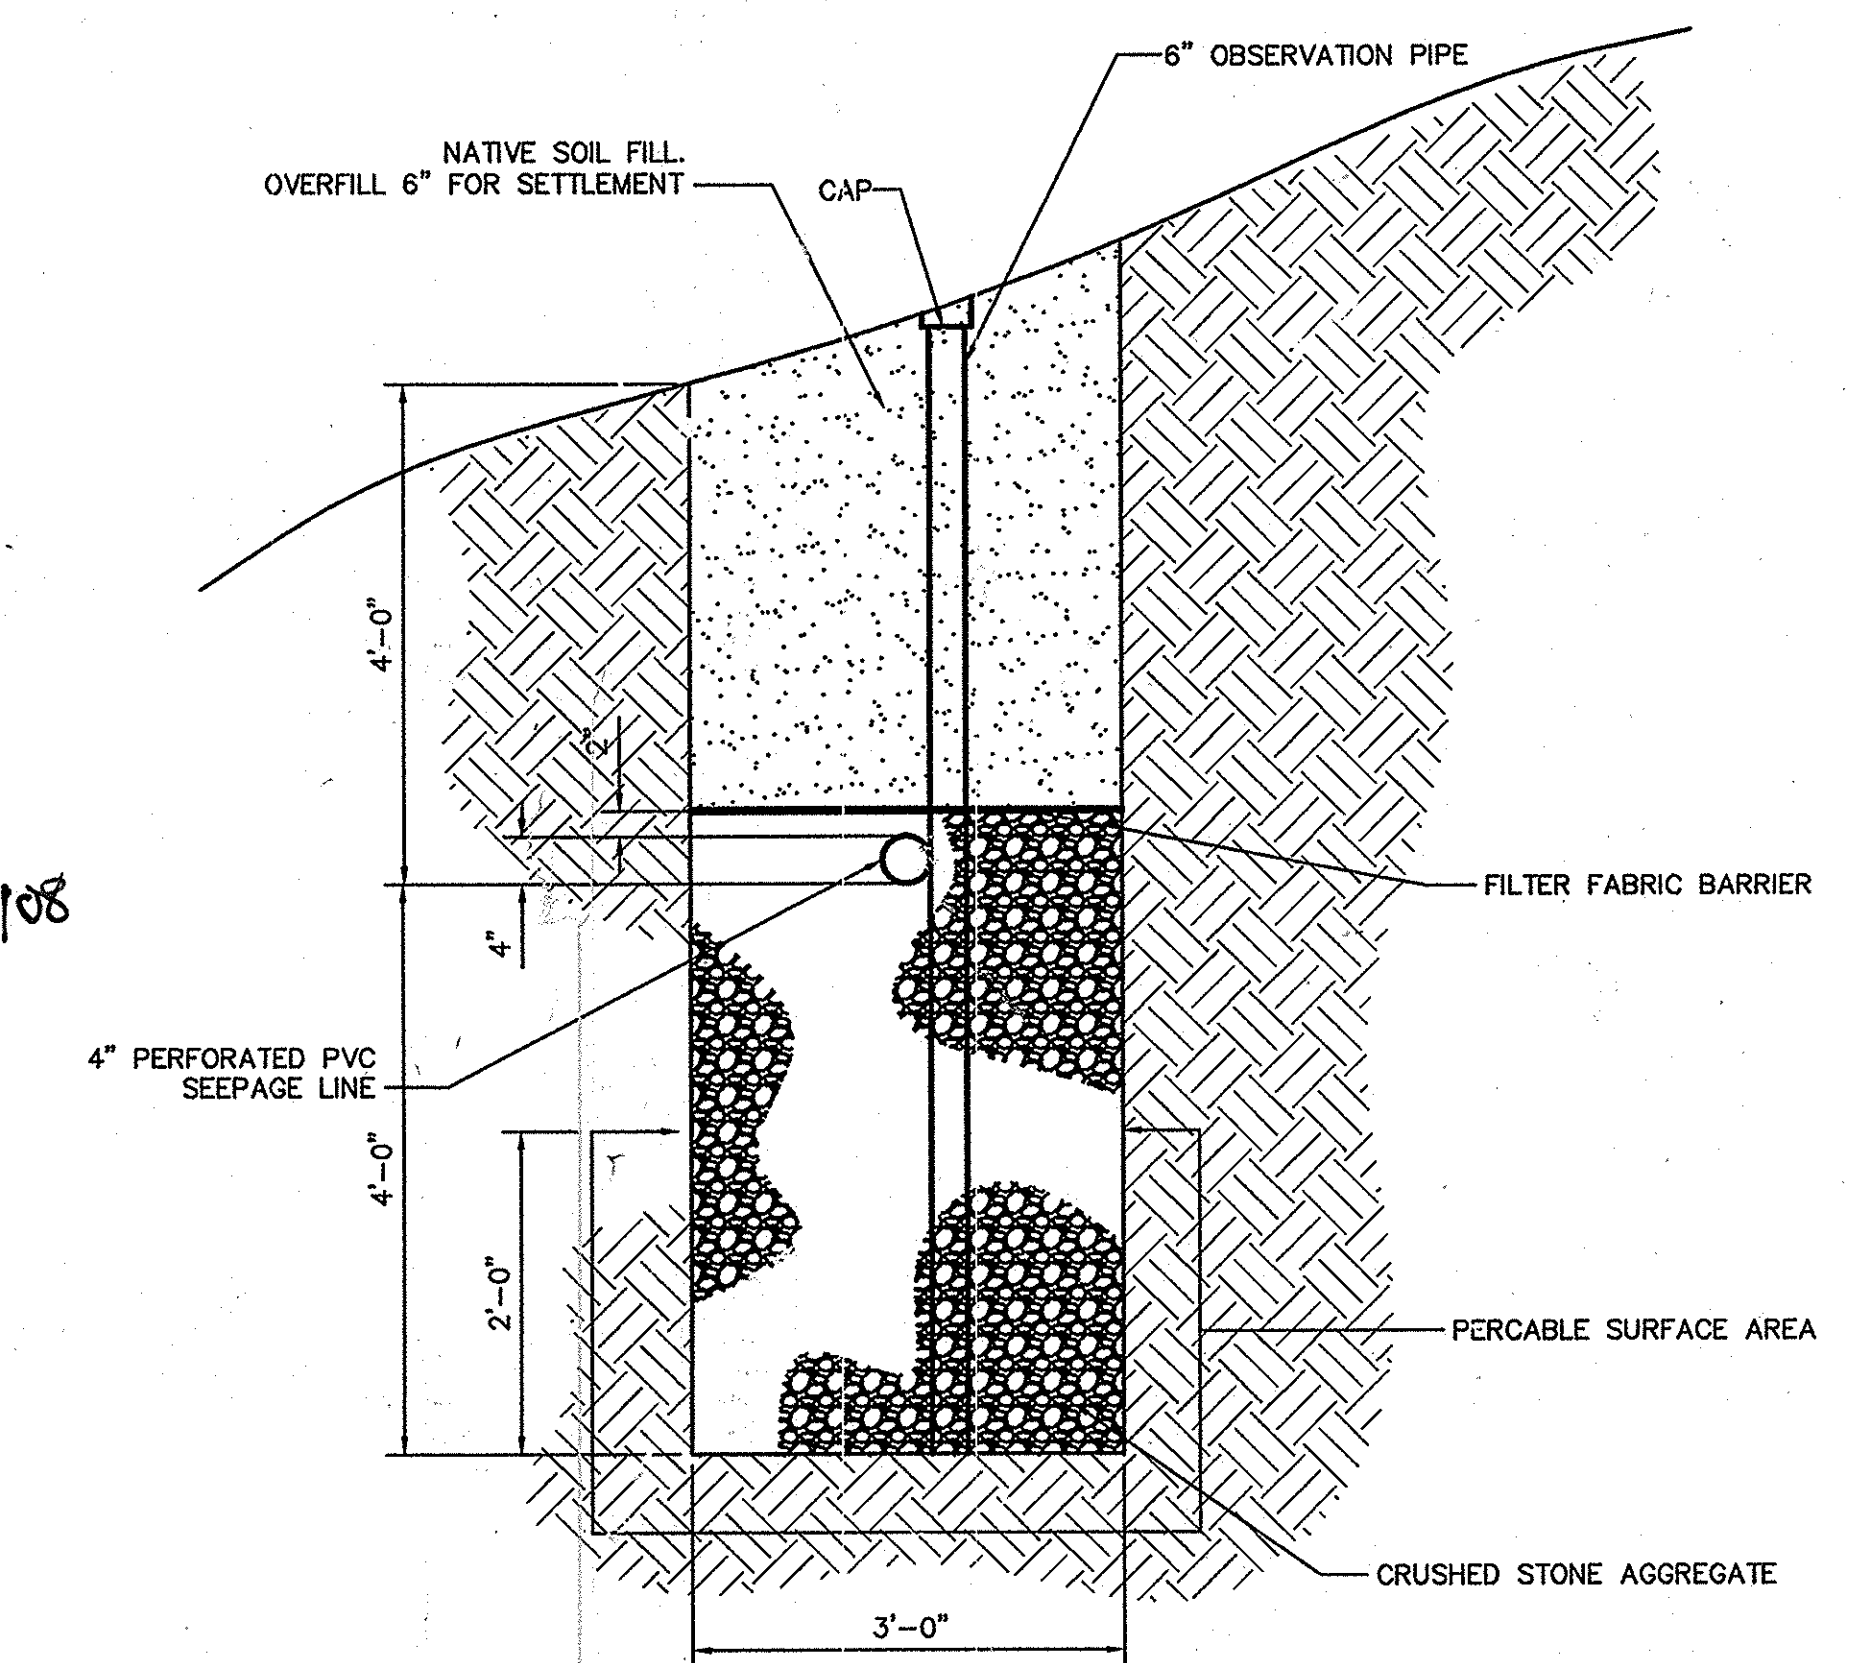 6" OBSERVATION PIPE
NATIVE SOIL FILL.
OVERFILL 6" FOR SETTLEMENT
CAP
4'-0"
2"
108
4"
FILTER FABRIC BARRIER
4" PERFORATED PVC
SEEPAGE LINE
4'-0"
2'-0"
PERCABLE SURFACE AREA
CRUSHED STONE AGGREGATE
3'-0"